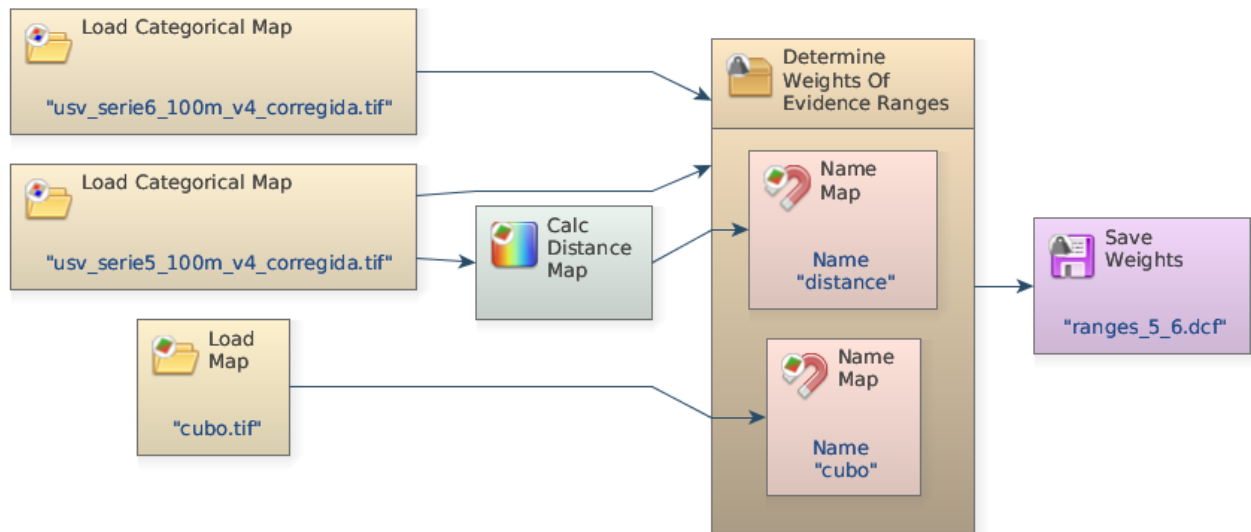 Load Categorical Map
"usv_serie6_100m_v4_corregida.tif"
Load Categorical Map
"usv_serie5_100m_v4_corregida.tif"
Calc
Distance
Map
Load
Map
"cubo.tif"
Determine
Weights Of
Evidence Ranges
Name
Map
Name
"distance"
Name
Map
Name
"cubo"
Save
Weights
"ranges_5_6.dcf"